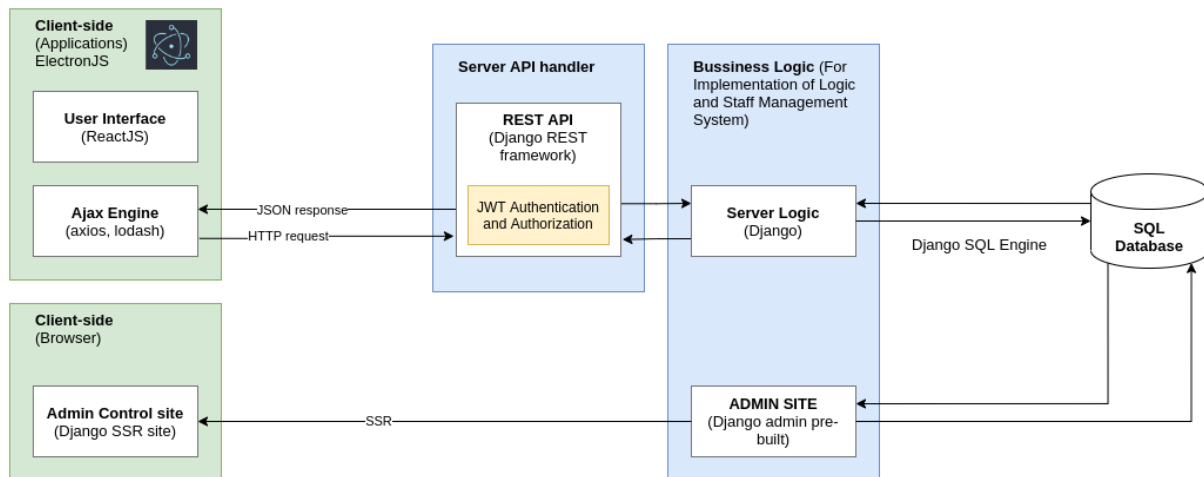 Client-side
(Applications)
ElectronJS
User Interface
(ReactJS)
Ajax Engine
(axios, lodash)
JSON response
HTTP request
Server API handler
REST API
(Django REST
framework)
JWT Authentication
and Authorization
Bussiness Logic (For
Implementation of Logic
and Staff Management
System)
Server Logic
(Django)
Django SQL Engine
SQL
Database
Client-side
(Browser)
Admin Control site
(Django SSR site)
SSR
ADMIN SITE
(Django admin pre-
built)